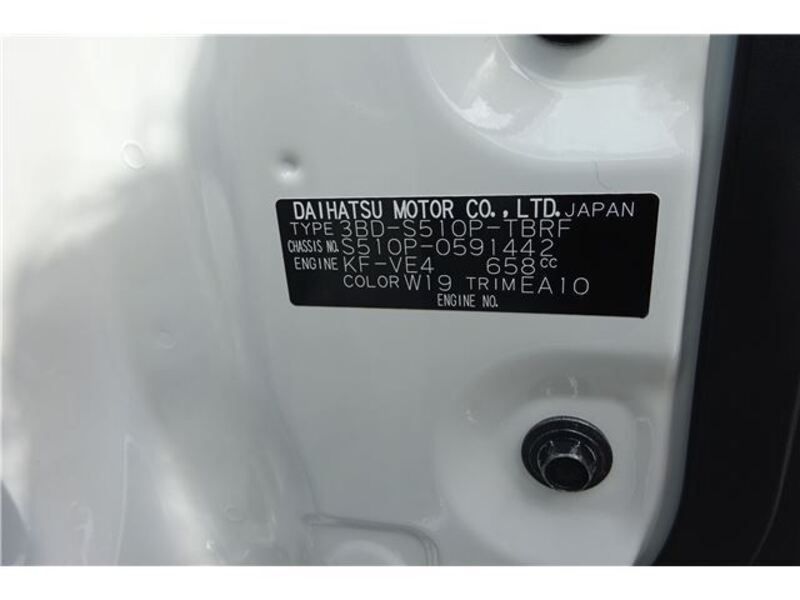 DAIHATSU MOTOR CO.,LTD. JAPAN
TYPE 3BD-S510P-TBRF
CHASSIS NO. S510P-0591442
ENGINE KF-VE4 658cc
COLOR W19 TRIM EA10
ENGINE NO.